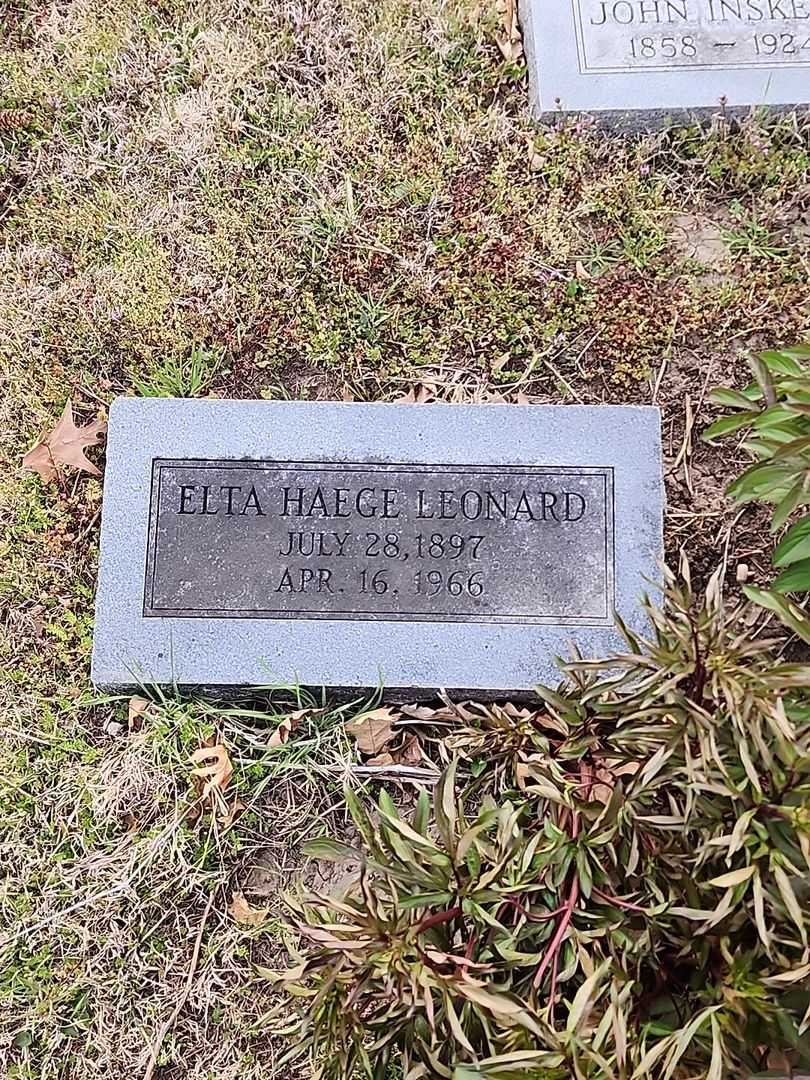 JOHN INSKE
1858 — 192
ELTA HAEGE LEONARD
JULY 28, 1897
APR. 16. 1966